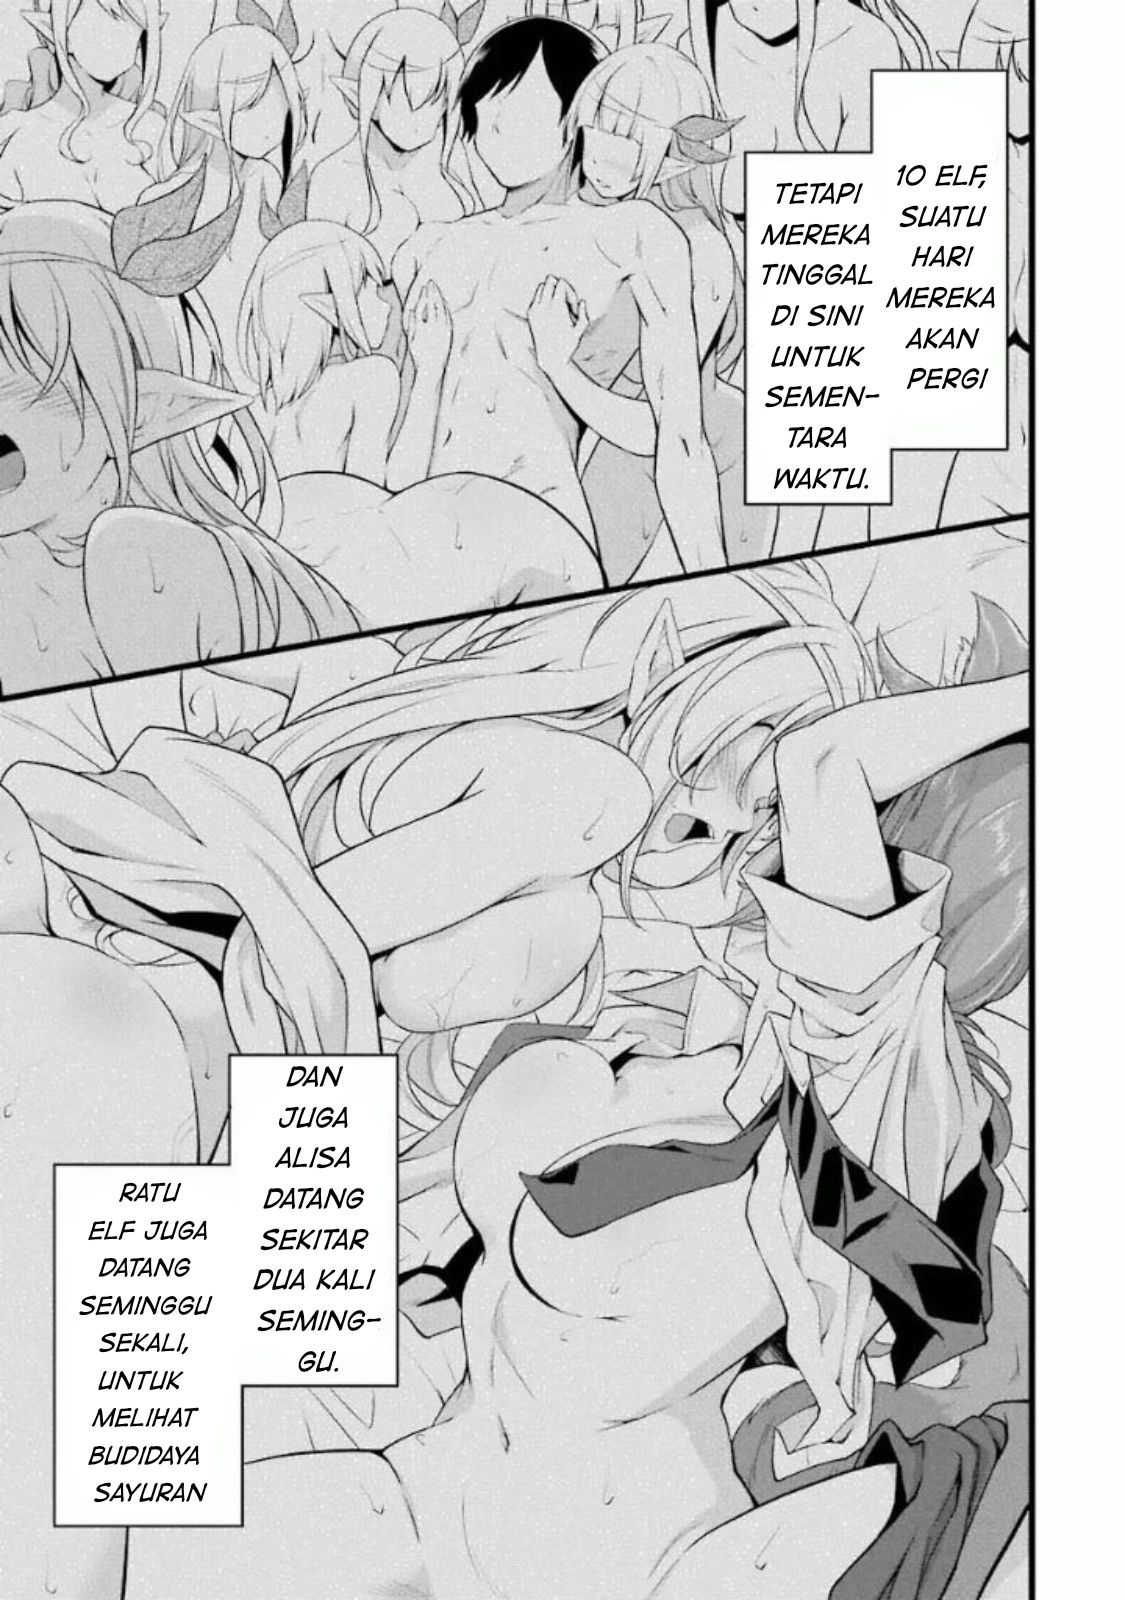 10 ELF,
SUATU
HARI
MEREKA
AKAN
PERGI
TETAPI
MEREKA
TINGGAL
DI SINI
UNTUK
SEMEN-
TARA
WAKTU.
DAN
JUGA
ALISA
DATANG
SEKITAR
DUA KALI
SEMING-
GU.
RATU
ELF JUGA
DATANG
SEMINGGU
SEKALI,
UNTUK
MELIHAT
BUDIDAYA
SAYURAN